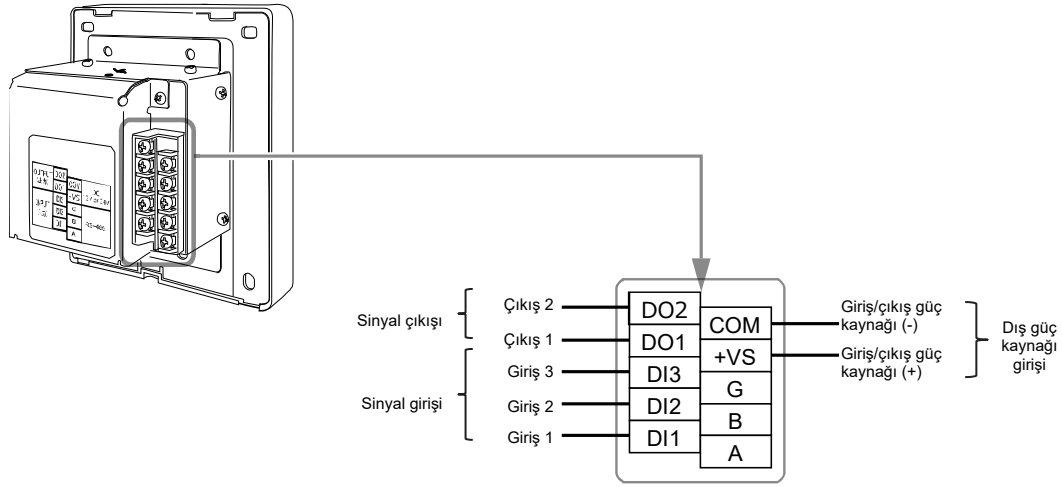 Sinyal çıkışı
Çıkış 2
Çıkış 1
Sinyal girişi
Giriş 3
Giriş 2
Giriş 1
DO2
DO1
DI3
DI2
DI1
COM
+VS
G
B
A
Giriş/çıkış güç
kaynağı (-)
Giriş/çıkış güç
kaynağı (+)
Dış güç
kaynağı
girişi